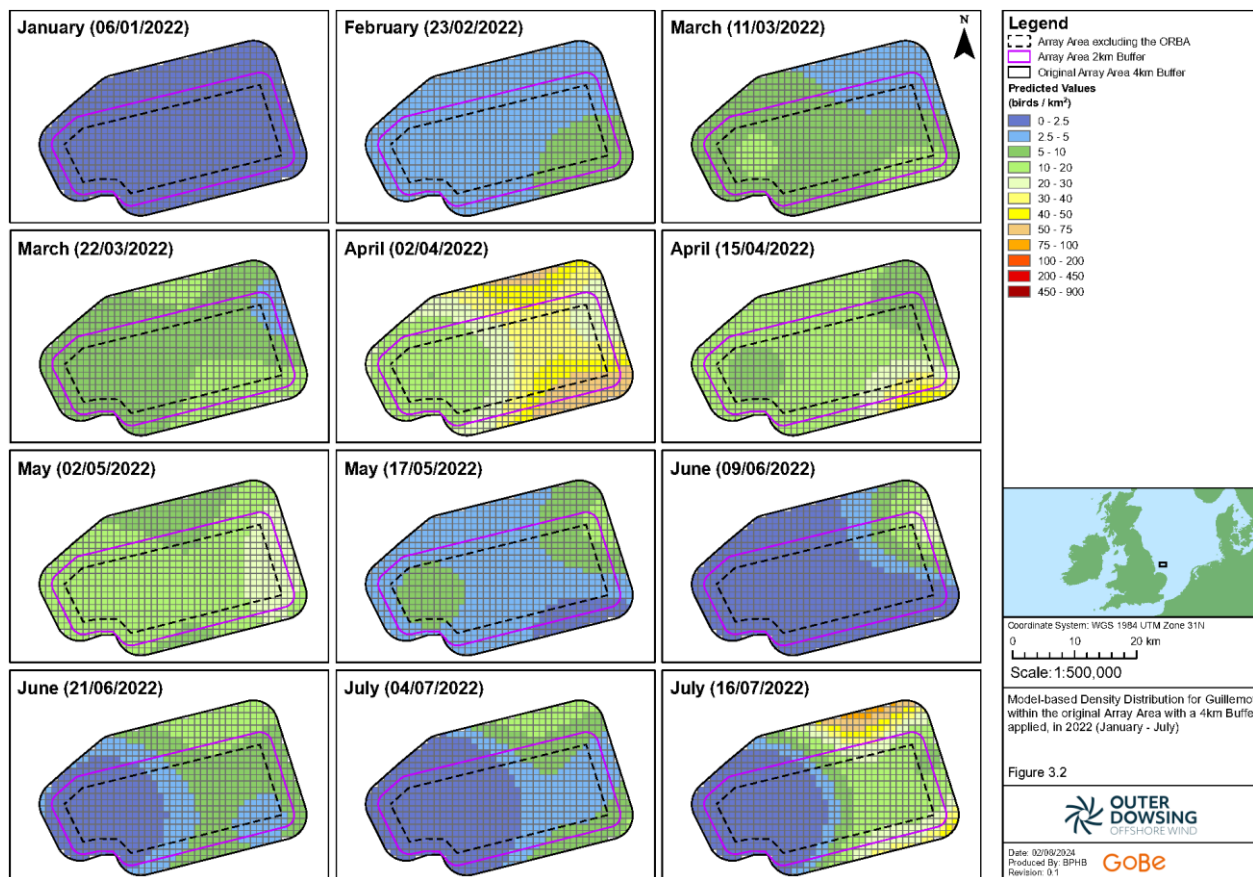 January (06/01/2022)
February (23/02/2022)
March (11/03/2022)
N
March (22/03/2022)
April (02/04/2022)
April (15/04/2022)
May (02/05/2022)
May (17/05/2022)
June (09/06/2022)
June (21/06/2022)
July (04/07/2022)
July (16/07/2022)
Legend
Array Area excluding the ORBA
Array Area 2km Buffer
Original Array Area 4km Buffer
Predicted Values
(birds / km²)
0 - 2.5
2.5 - 5
5 - 10
10 - 20
20 - 30
30 - 40
40 - 50
50 - 75
75 - 100
100 - 200
200 - 450
450 - 900
Coordinate System: WGS 1984 UTM Zone 31N
0 10 20 km
Scale: 1:500,000
Model-based Density Distribution for Guillemo
within the original Array Area with a 4km Buffe
applied, in 2022 (January - July)
Figure 3.2
OUTER
DOWSING
OFFSHORE WIND
Date: 02/08/2024
Produced By: BPHB
Revision: 0.1
GoBe